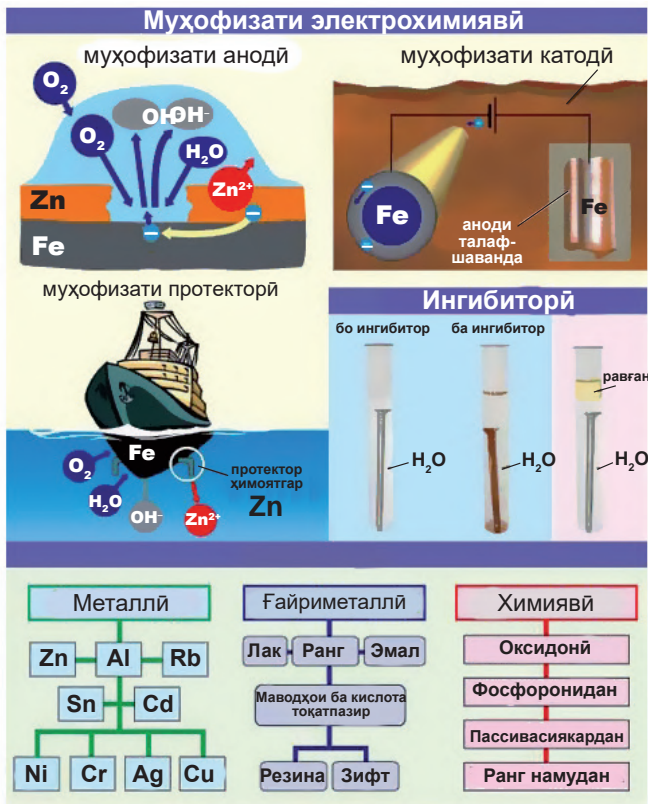 Муҳофизати электрохимиявӣ
муҳофизати анодӣ
O₂
O₂
OH
OH⁻
H₂O
Zn²⁺
Zn
Fe
муҳофизати катодӣ
Fe
Fe
аноди
талаф-
шаванда
муҳофизати протекторӣ
Fe
O₂
H₂O
OH⁻
Zn²⁺
протектор
ҳимоятгар
Zn
Ингибиторӣ
бо ингибитор
ба ингибитор
равған
H₂O
H₂O
H₂O
Металлӣ
Zn Al Rb
Sn Cd
Ni Cr Ag Cu
Ғайриметаллӣ
Лак Ранг Эмал
Маводҳои ба кислота
тоқатпазир
Резина Зифт
Химиявӣ
Оксидонӣ
Фосфоронидан
Пассивасиякардан
Ранг намудан